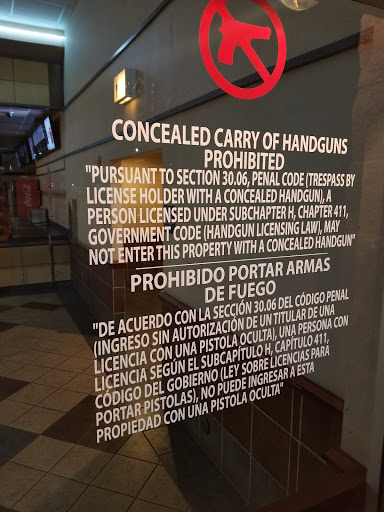 CONCEALED CARRY OF HANDGUNS
PROHIBITED
"PURSUANT TO SECTION 30.06, PENAL CODE (TRESPASS BY
LICENSE HOLDER WITH A CONCEALED HANDGUN), A
PERSON LICENSED UNDER SUBCHAPTER H, CHAPTER 411,
GOVERNMENT CODE (HANDGUN LICENSING LAW), MAY
NOT ENTER THIS PROPERTY WITH A CONCEALED HANDGUN"
PROHIBIDO PORTAR ARMAS
DE FUEGO
"DE ACUERDO CON LA SECCIÓN 30.06 DEL CÓDIGO PENAL
(INGRESO SIN AUTORIZACIÓN DE UN TITULAR DE UNA
LICENCIA CON UNA PISTOLA OCULTA), UNA PERSONA CON
LICENCIA SEGÚN EL SUBCAPÍTULO H, CAPÍTULO 411,
CÓDIGO DEL GOBIERNO (LEY SOBRE LICENCIAS PARA
PORTAR PISTOLAS), NO PUEDE INGRESAR A ESTA
PROPIEDAD CON UNA PISTOLA OCULTA"